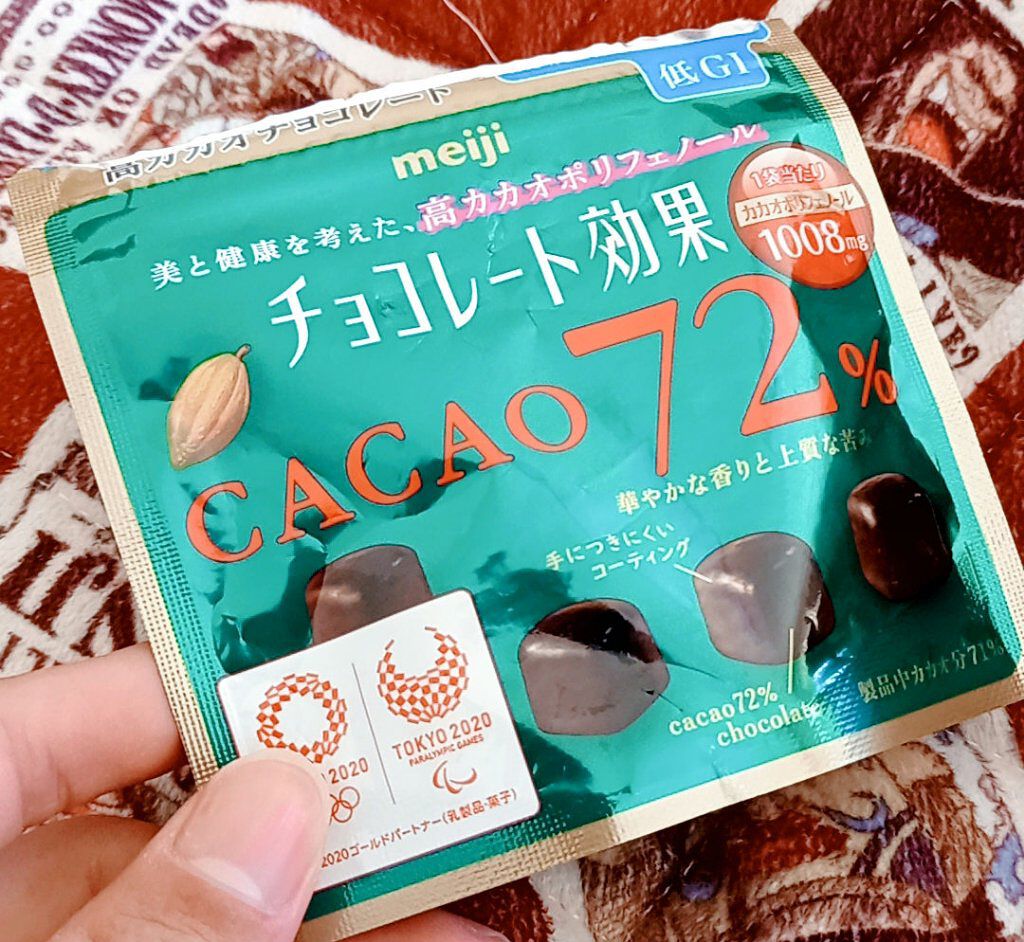 高カカオチョコレート
低GI
meiji
美と健康を考えた、高カカオポリフェノール
チョコレート効果
1袋当たり
カカオポリフェノール
1008mg
CACAO 72%
華やかな香りと上質な苦み
手につきにくい
コーティング
cacao72%
chocolate
製品中カカオ分71%
2020
TOKYO 2020
PARALYMPIC GAMES
2020ゴールドパートナー(乳製品・菓子)
DEAD OR
MONKEY